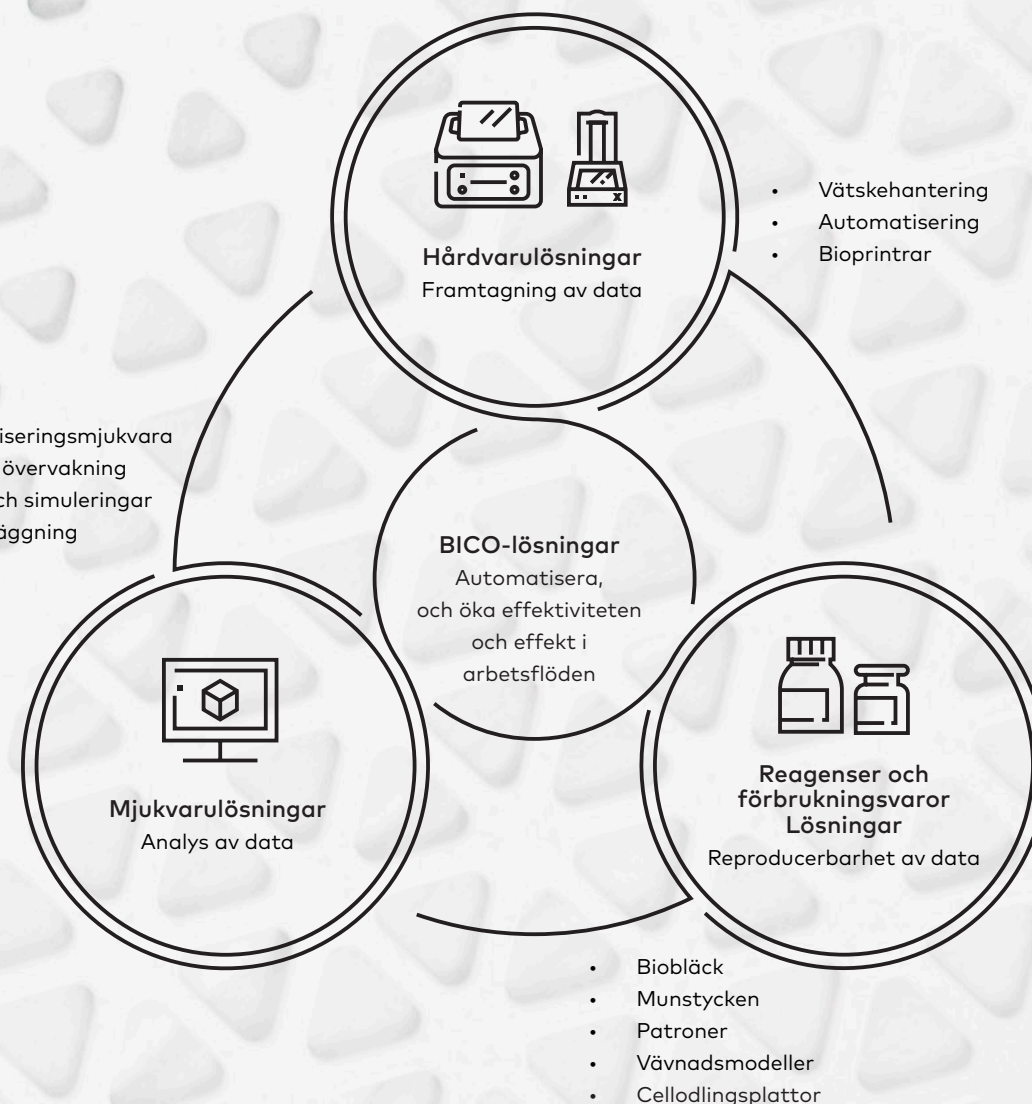 Hårdvarulösningar
Framtagning av data
• Vätskehantering
• Automatisering
• Bioprintrar
övervakning
simuleringar
BICO-lösningar
Automatisera,
och öka effektiviteten
och effekt i
arbetsflöden
Mjukvarulösningar
Analys av data
Reagenser och
förbrukningsvaror
Lösningar
Reproducerbarhet av data
• Biobläck
• Munstycken
• Patroner
• Vävnadsmodeller
• Cellodlingsplattor